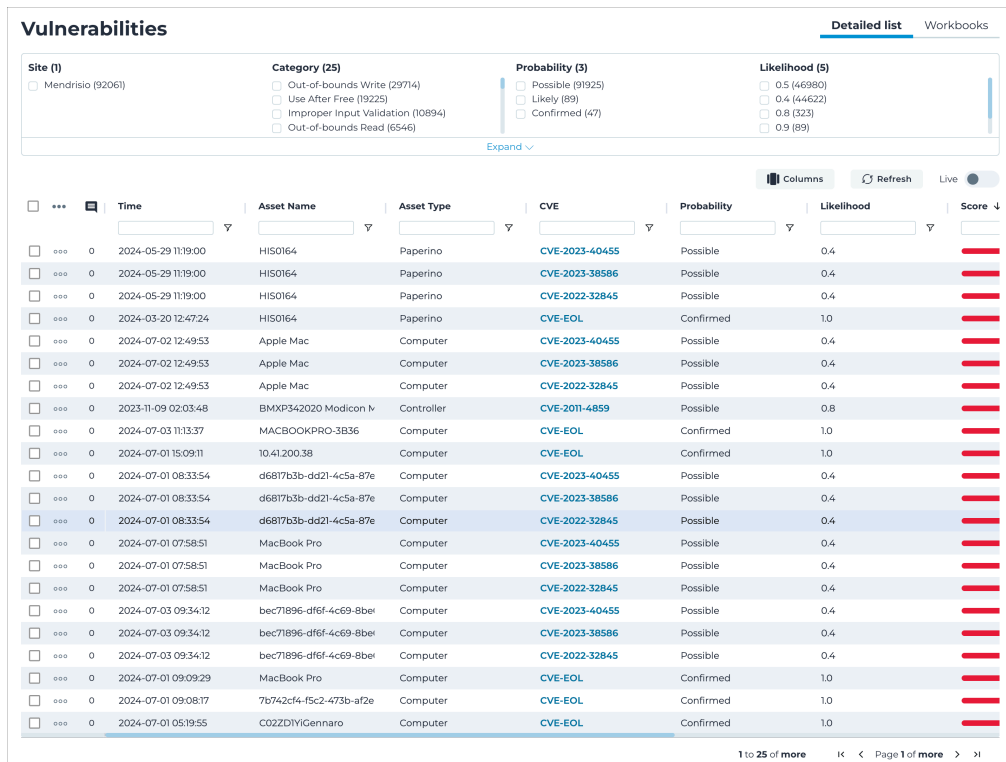 Vulnerabilities
Detailed list Workbooks
Site (1) Category (25) Probability (3) Likelihood (5)
Mendrisio (92061) Out-of-bounds Write (29714) Possible (91925) 0.5 (46980)
Use After Free (19225) Likely (89) 0.4 (44622)
Improper Input Validation (10894) Confirmed (47) 0.8 (323)
Out-of-bounds Read (6546) 0.9 (89)
Expand
Columns Refresh Live
Time Asset Name Asset Type CVE Probability Likelihood Score
0 2024-05-29 11:19:00 HIS0164 Paperino CVE-2023-40455 Possible 0.4
0 2024-05-29 11:19:00 HIS0164 Paperino CVE-2023-38586 Possible 0.4
0 2024-05-29 11:19:00 HIS0164 Paperino CVE-2022-32845 Possible 0.4
0 2024-03-20 12:47:24 HIS0164 Paperino CVE-EOL Confirmed 1.0
0 2024-07-02 12:49:53 Apple Mac Computer CVE-2023-40455 Possible 0.4
0 2024-07-02 12:49:53 Apple Mac Computer CVE-2023-38586 Possible 0.4
0 2024-07-02 12:49:53 Apple Mac Computer CVE-2022-32845 Possible 0.4
0 2023-11-09 02:03:48 BMXP342020 Modicon M Controller CVE-2011-4859 Possible 0.8
0 2024-07-03 11:13:37 MACBOOKPRO-3B36 Computer CVE-EOL Confirmed 1.0
0 2024-07-01 15:09:11 10.41.200.38 Computer CVE-EOL Confirmed 1.0
0 2024-07-01 08:33:54 d6817b3b-dd21-4c5a-87e Computer CVE-2023-40455 Possible 0.4
0 2024-07-01 08:33:54 d6817b3b-dd21-4c5a-87e Computer CVE-2023-38586 Possible 0.4
0 2024-07-01 08:33:54 d6817b3b-dd21-4c5a-87e Computer CVE-2022-32845 Possible 0.4
0 2024-07-01 07:58:51 MacBook Pro Computer CVE-2023-40455 Possible 0.4
0 2024-07-01 07:58:51 MacBook Pro Computer CVE-2023-38586 Possible 0.4
0 2024-07-01 07:58:51 MacBook Pro Computer CVE-2022-32845 Possible 0.4
0 2024-07-03 09:34:12 bec71896-df6f-4c69-8be Computer CVE-2023-40455 Possible 0.4
0 2024-07-03 09:34:12 bec71896-df6f-4c69-8be Computer CVE-2023-38586 Possible 0.4
0 2024-07-03 09:34:12 bec71896-df6f-4c69-8be Computer CVE-2022-32845 Possible 0.4
0 2024-07-01 09:09:29 MacBook Pro Computer CVE-EOL Confirmed 1.0
0 2024-07-01 09:08:17 7b742cf4-f5c2-473b-af2e Computer CVE-EOL Confirmed 1.0
0 2024-07-01 05:19:55 C02ZD1YiGennaro Computer CVE-EOL Confirmed 1.0
1 to 25 of more Page 1 of more